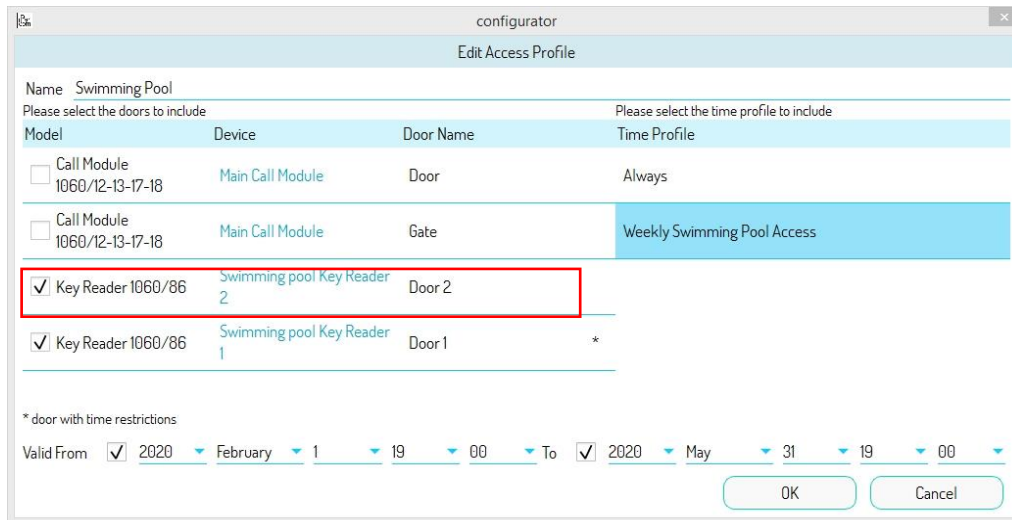 configurator
Edit Access Profile
Name Swimming Pool
Please select the doors to include Please select the time profile to include
Model Device Door Name Time Profile
Call Module
1060/12-13-17-18 Main Call Module Door Always
Call Module
1060/12-13-17-18 Main Call Module Gate Weekly Swimming Pool Access
Key Reader 1060/86 Swimming pool Key Reader
2 Door 2
Key Reader 1060/86 Swimming pool Key Reader
1 Door 1 *
* door with time restrictions
Valid From 2020 February 1 19 00 To 2020 May 31 19 00
OK Cancel